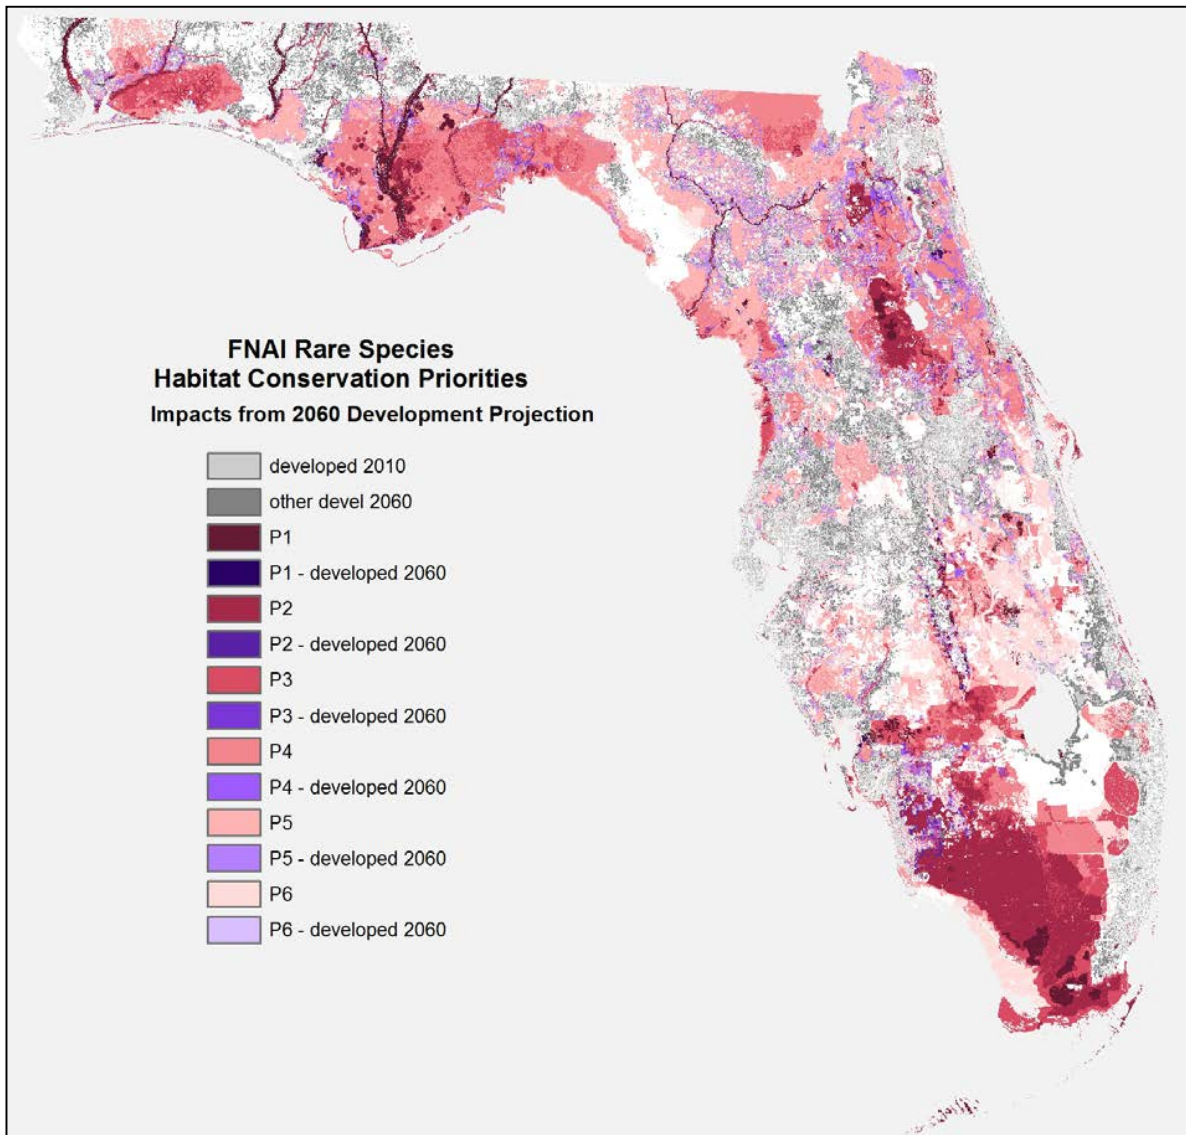 FNAI Rare Species
Habitat Conservation Priorities
Impacts from 2060 Development Projection
developed 2010
other devel 2060
P1
P1 - developed 2060
P2
P2 - developed 2060
P3
P3 - developed 2060
P4
P4 - developed 2060
P5
P5 - developed 2060
P6
P6 - developed 2060